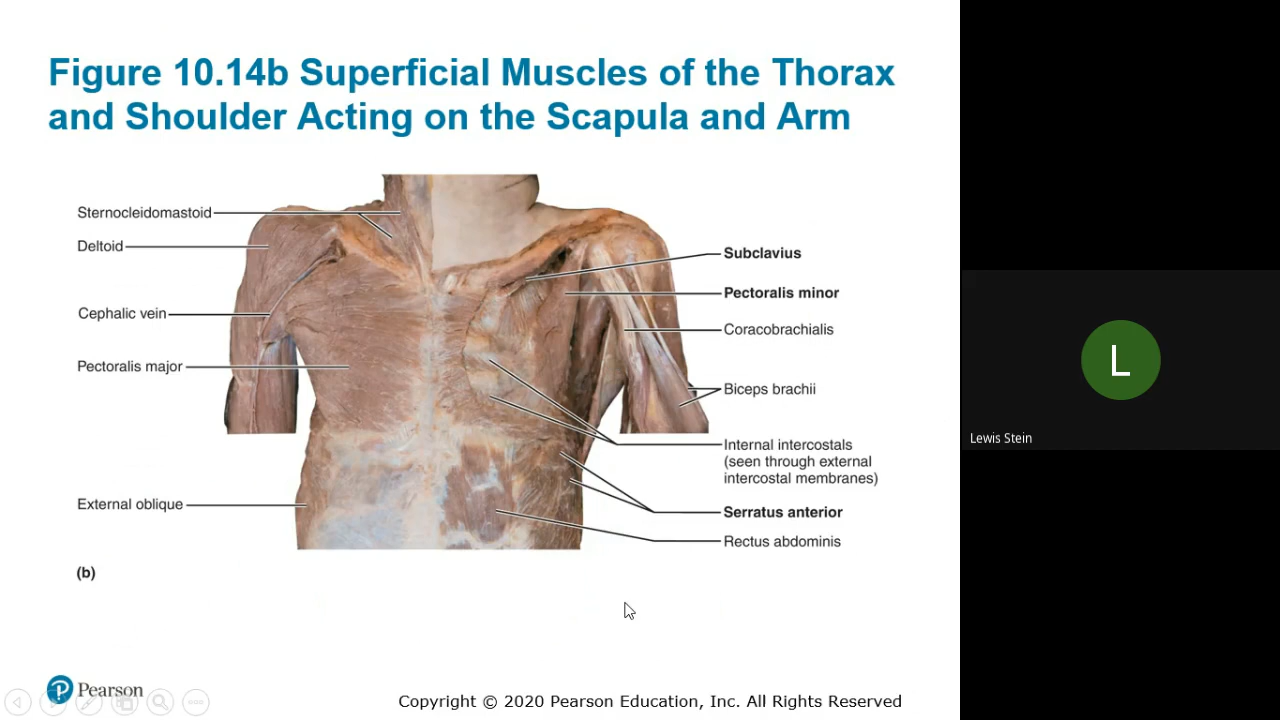 Figure 10.14b Superficial Muscles of the Thorax
and Shoulder Acting on the Scapula and Arm
Sternocleidomastoid
Deltoid
Cephalic vein
Pectoralis major
External oblique
Subclavius
Pectoralis minor
Coracobrachialis
Biceps brachii
Internal intercostals
(seen through external
intercostal membranes)
Serratus anterior
Rectus abdominis
(b)
P Pearson
Copyright © 2020 Pearson Education, Inc. All Rights Reserved
L
Lewis Stein